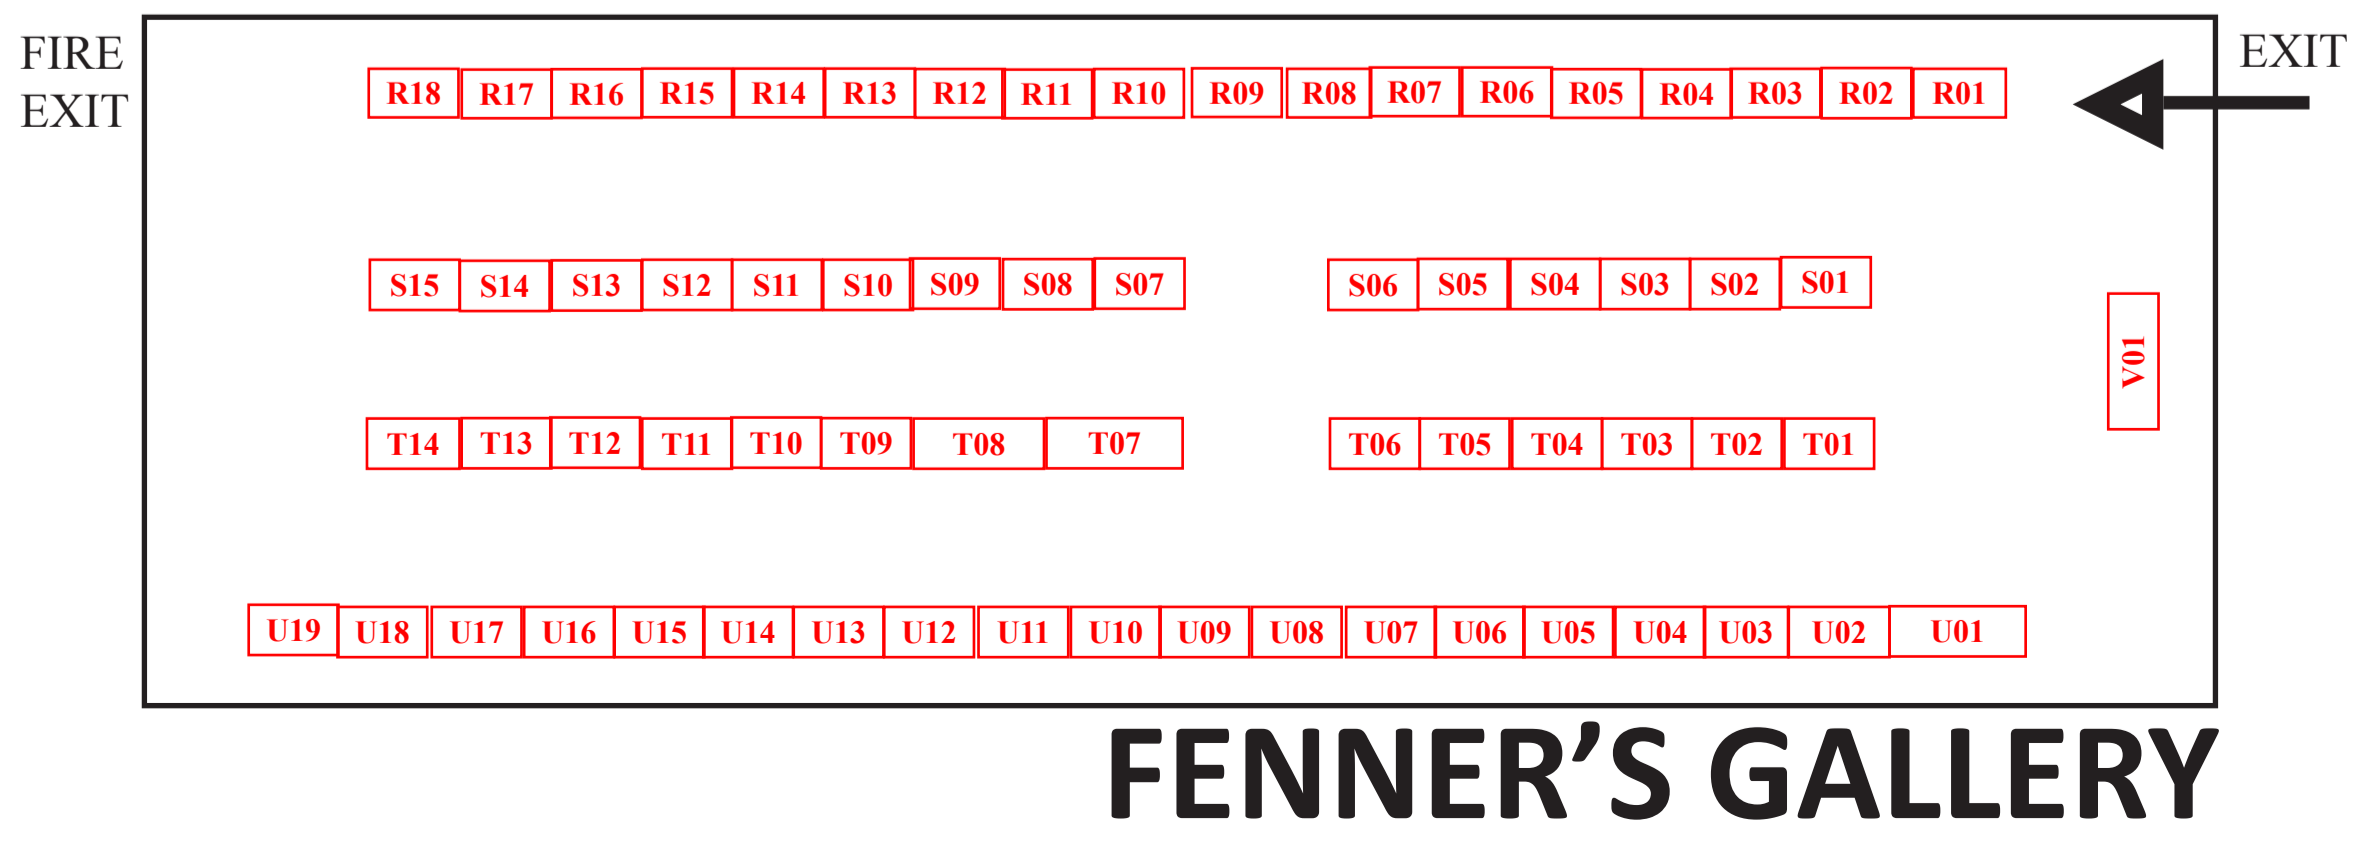 FIRE
EXIT
EXIT
R18 R17 R16 R15 R14 R13 R12 R11 R10 R09 R08 R07 R06 R05 R04 R03 R02 R01
S15 S14 S13 S12 S11 S10 S09 S08 S07 S06 S05 S04 S03 S02 S01
V01
T14 T13 T12 T11 T10 T09 T08 T07 T06 T05 T04 T03 T02 T01
U19 U18 U17 U16 U15 U14 U13 U12 U11 U10 U09 U08 U07 U06 U05 U04 U03 U02 U01
FENNER’S GALLERY